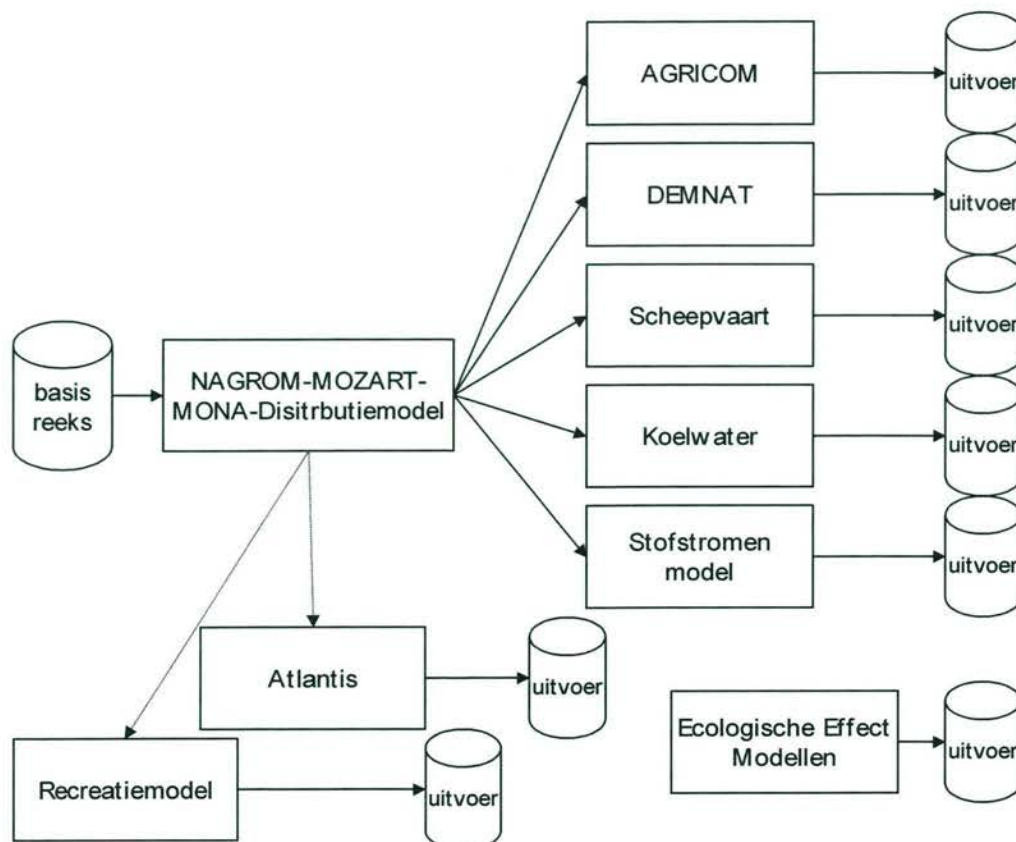 AGRICOM
uitvoer
DEMNAT
uitvoer
Scheepvaart
uitvoer
basis
reeks
NAGROM-MOZART-
MONA-Disitrbutiemodel
Koelwater
uitvoer
Stofstromen
model
uitvoer
Atlantis
uitvoer
Ecologische Effect
Modellen
uitvoer
Recreatiemodel
uitvoer